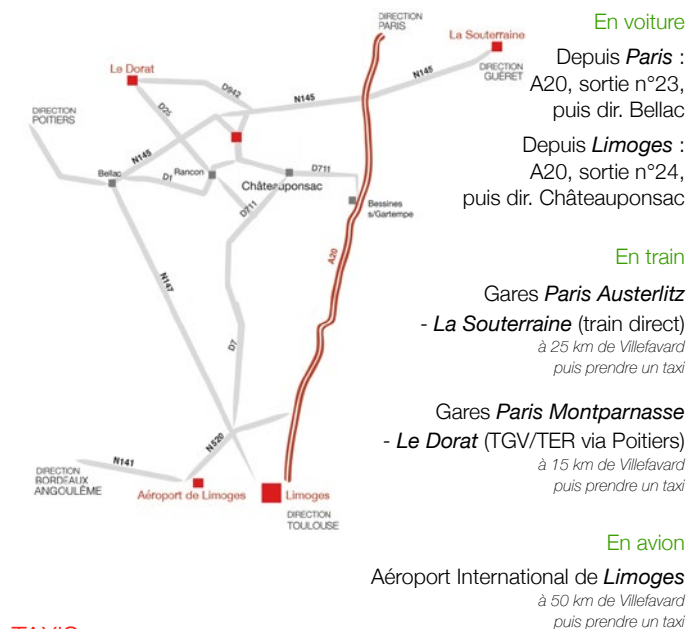 DIRECTION
PARIS
La Souterraine
DIRECTION
GUÉRET
Le Dorat
D942
N145
N145
D25
DIRECTION
POITIERS
N145
Bellac
D1
Rancon
D711
Châteauponsac
D711
Bessines
s/Gartempe
A20
N147
D7
N520
N141
DIRECTION
BORDEAUX
ANGOULÊME
Aéroport de Limoges
Limoges
DIRECTION
TOULOUSE
En voiture
Depuis Paris :
A20, sortie n°23,
puis dir. Bellac
Depuis Limoges :
A20, sortie n°24,
puis dir. Châteauponsac
En train
Gares Paris Austerlitz
- La Souterraine (train direct)
à 25 km de Villefavard
puis prendre un taxi
Gares Paris Montparnasse
- Le Dorat (TGV/TER via Poitiers)
à 15 km de Villefavard
puis prendre un taxi
En avion
Aéroport International de Limoges
à 50 km de Villefavard
puis prendre un taxi